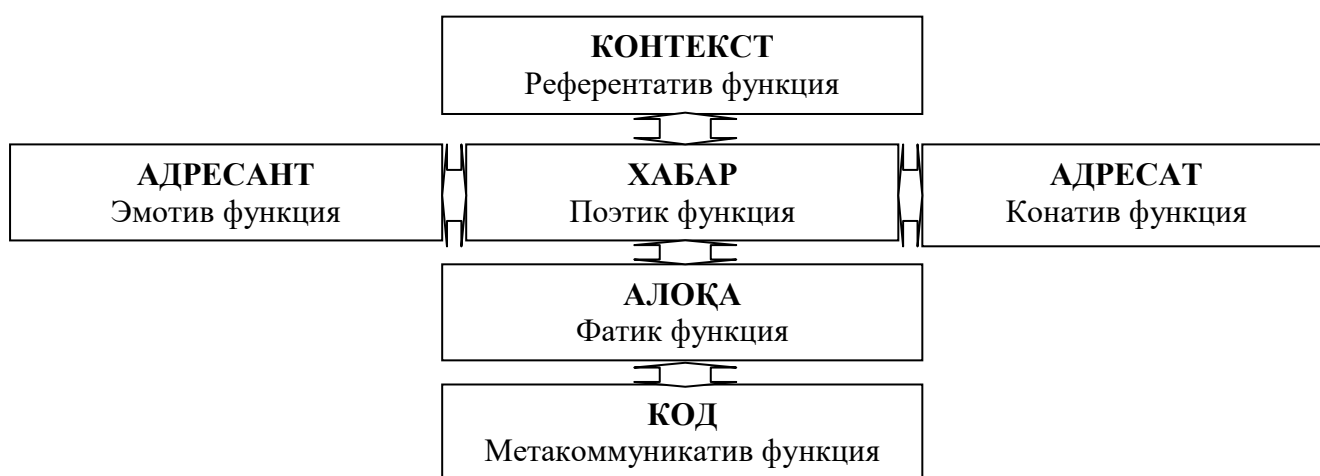 КОНТЕКСТ
Референтатив функция
АДРЕСАНТ
Эмотив функция
ХАБАР
Поэтик функция
АДРЕСАТ
Конатив функция
АЛОҚА
Фатик функция
КОД
Метакоммуникатив функция